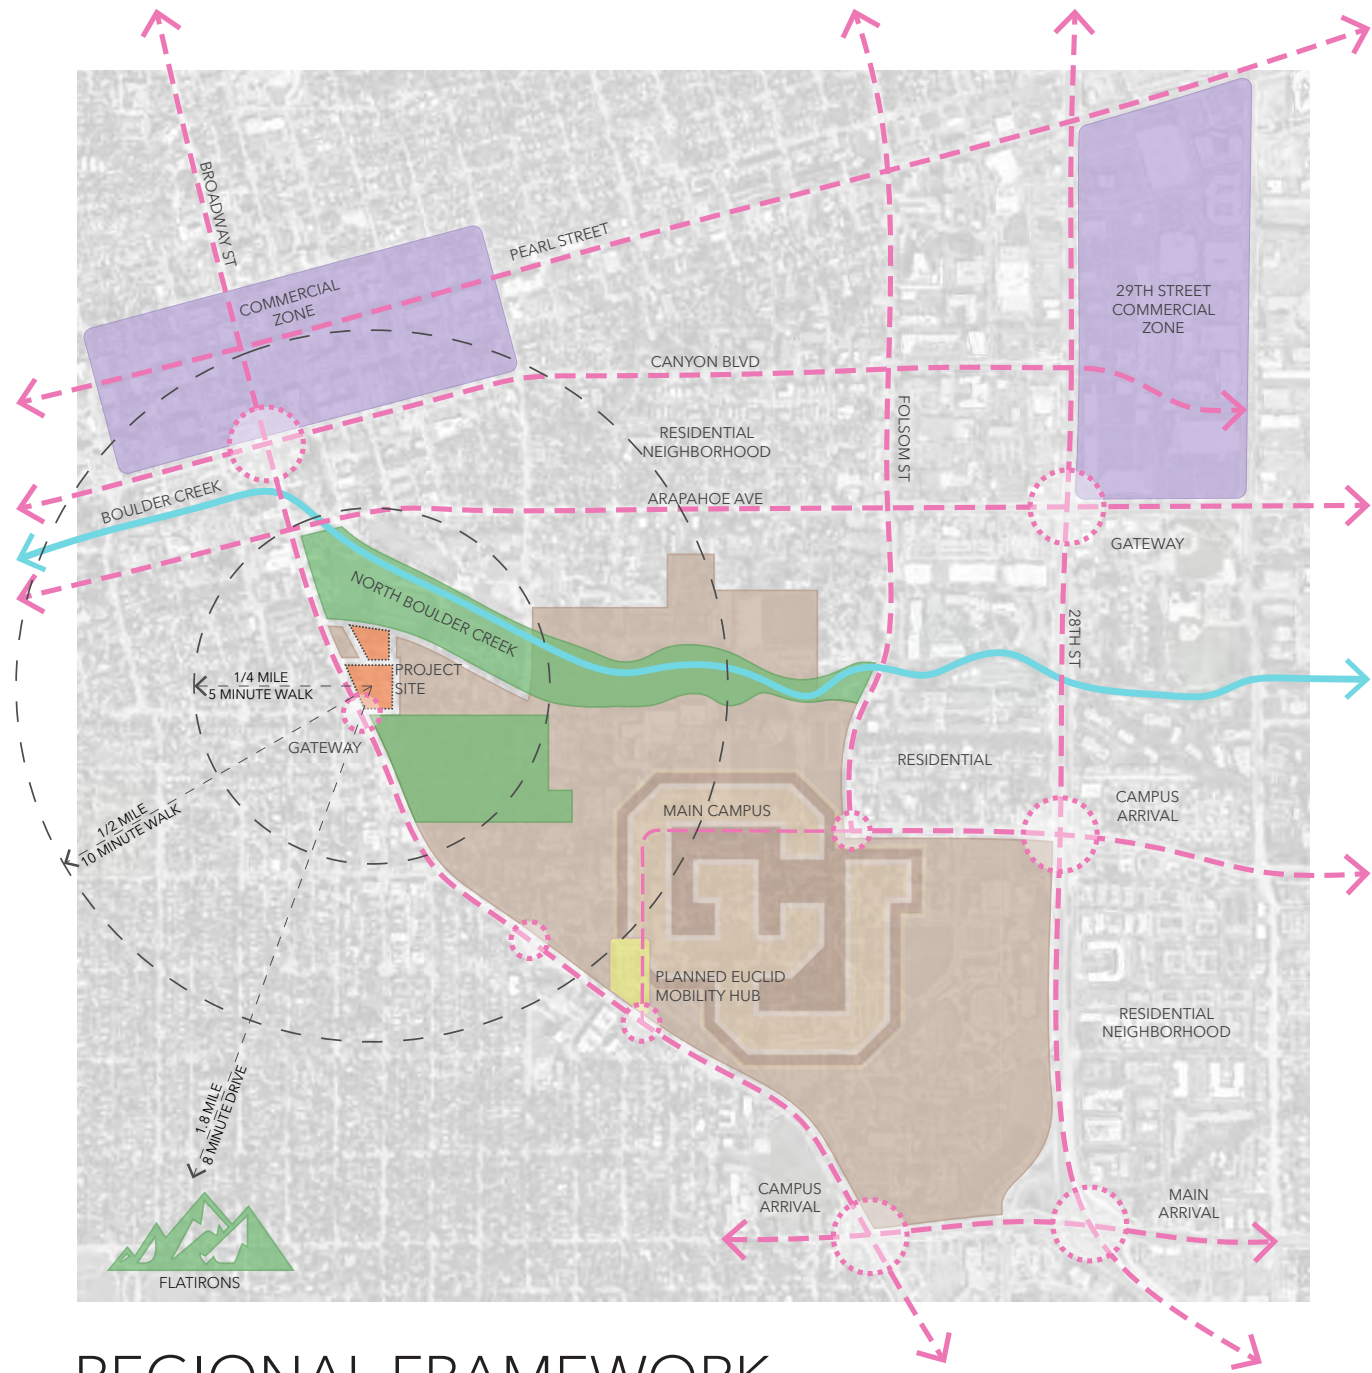 BROADWAY ST
PEARL STREET
COMMERCIAL
ZONE
29TH STREET
COMMERCIAL
ZONE
CANYON BLVD
FOLSOM ST
RESIDENTIAL
NEIGHBORHOOD
BOULDER CREEK
ARAPAHOE AVE
GATEWAY
NORTH BOULDER CREEK
28TH ST
PROJECT
SITE
1/4 MILE
5 MINUTE WALK
GATEWAY
RESIDENTIAL
1/2 MILE
10 MINUTE WALK
MAIN CAMPUS
CAMPUS
ARRIVAL
PLANNED EUCLID
MOBILITY HUB
RESIDENTIAL
NEIGHBORHOOD
1.8 MILE
8 MINUTE DRIVE
CAMPUS
ARRIVAL
MAIN
ARRIVAL
FLATIRONS
REGIONAL FRAMEWORK